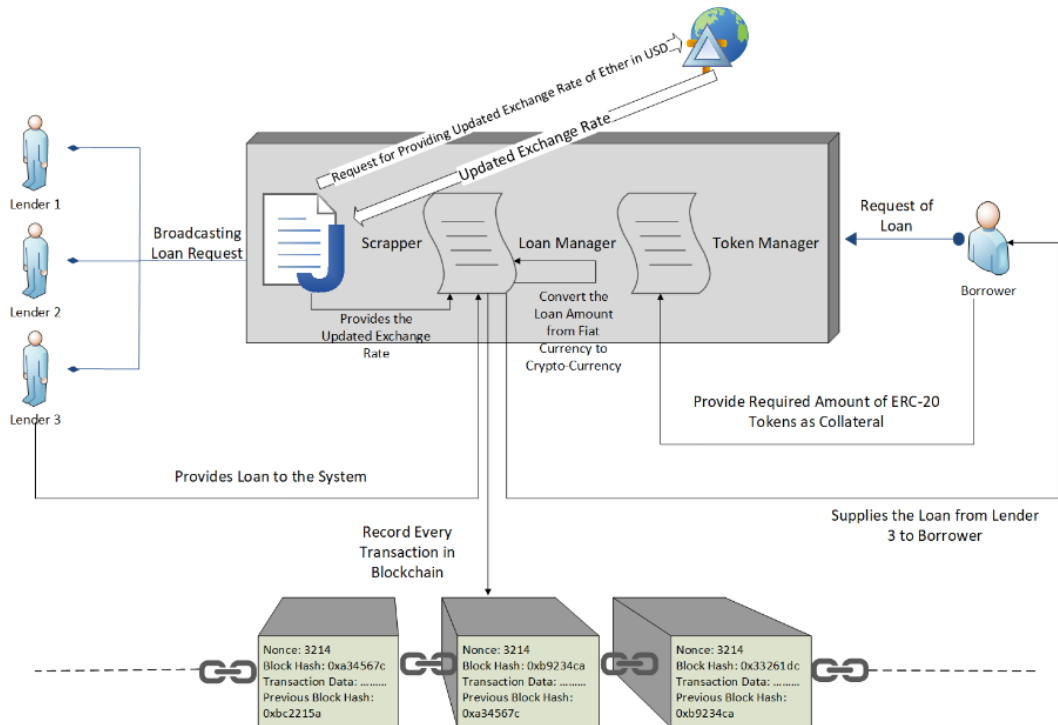 Request for Providing Updated Exchange Rate of Ether in USD
Updated Exchange Rate
Lender 1
Broadcasting
Loan Request
Lender 2
Lender 3
Scrapper
Loan Manager
Token Manager
Request of
Loan
Borrower
Provides the
Updated Exchange
Rate
Convert the
Loan Amount
from Fiat
Currency to
Crypto-Currency
Provide Required Amount of ERC-20
Tokens as Collateral
Provides Loan to the System
Supplies the Loan from Lender
3 to Borrower
Record Every
Transaction in
Blockchain
Nonce: 3214
Block Hash: 0xa34567c
Transaction Data: .........
Previous Block Hash:
0xbc2215a
Nonce: 3214
Block Hash: 0xb9234ca
Transaction Data: .........
Previous Block Hash:
0xa34567c
Nonce: 3214
Block Hash: 0x33261dc
Transaction Data: .........
Previous Block Hash:
0xb9234ca